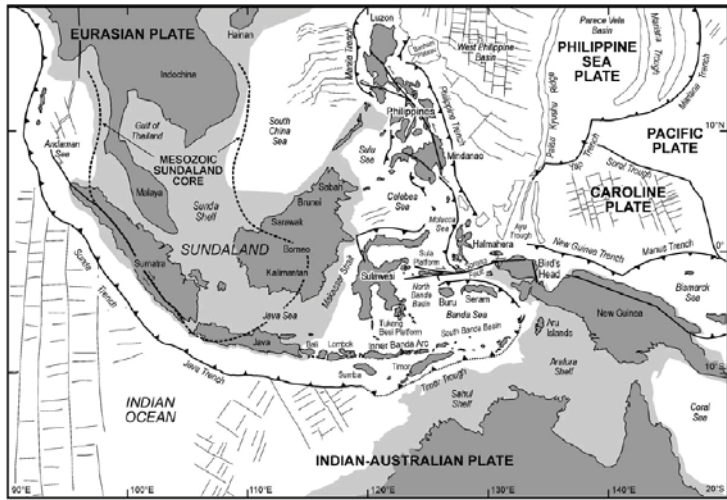 EURASIAN PLATE
Hainan
Luzon
Manila Trench
Benham Plateau
West Philippine
Basin
Parece Vela
Basin
Mariana
Trough
PHILIPPINE
SEA
PLATE
Mariana Trench
Indochina
Philippine Trench
Palau Kyushu Ridge
Andaman
Sea
Gulf of
Thailand
South
China
Sea
Philippines
10°N
MESOZOIC
SUNDALAND
CORE
Sulu
Sea
Mindanao
PACIFIC
PLATE
Yap Trench
Sorol Trough
Malaya
Sunda
Shelf
Sabah
Brunei
Sarawak
Celebes
Sea
Molucca
Sea
Ayu
Trough
CAROLINE
PLATE
SUNDALAND
Borneo
Halmahera
New Guinea Trench
Manus Trench
0°
Sumatra
Kalimantan
Makassar Strait
Sula
Platform
Sorong
Fault
Bird's
Head
Sunda Trench
Sulawesi
North
Banda
Basin
Buru
Seram
Bismarck
Sea
Java Sea
Banda Sea
New Guinea
Tukang
Besi Platform
South Banda Basin
Aru
Islands
Java
Bali
Lombok
Inner Banda Arc
Java Trench
Sumba
Timor
Timor Trough
Arafura
Shelf
10°S
INDIAN
OCEAN
Sahul
Shelf
Coral
Sea
INDIAN-AUSTRALIAN PLATE
90°E
100°E
110°E
120°E
130°E
140°E